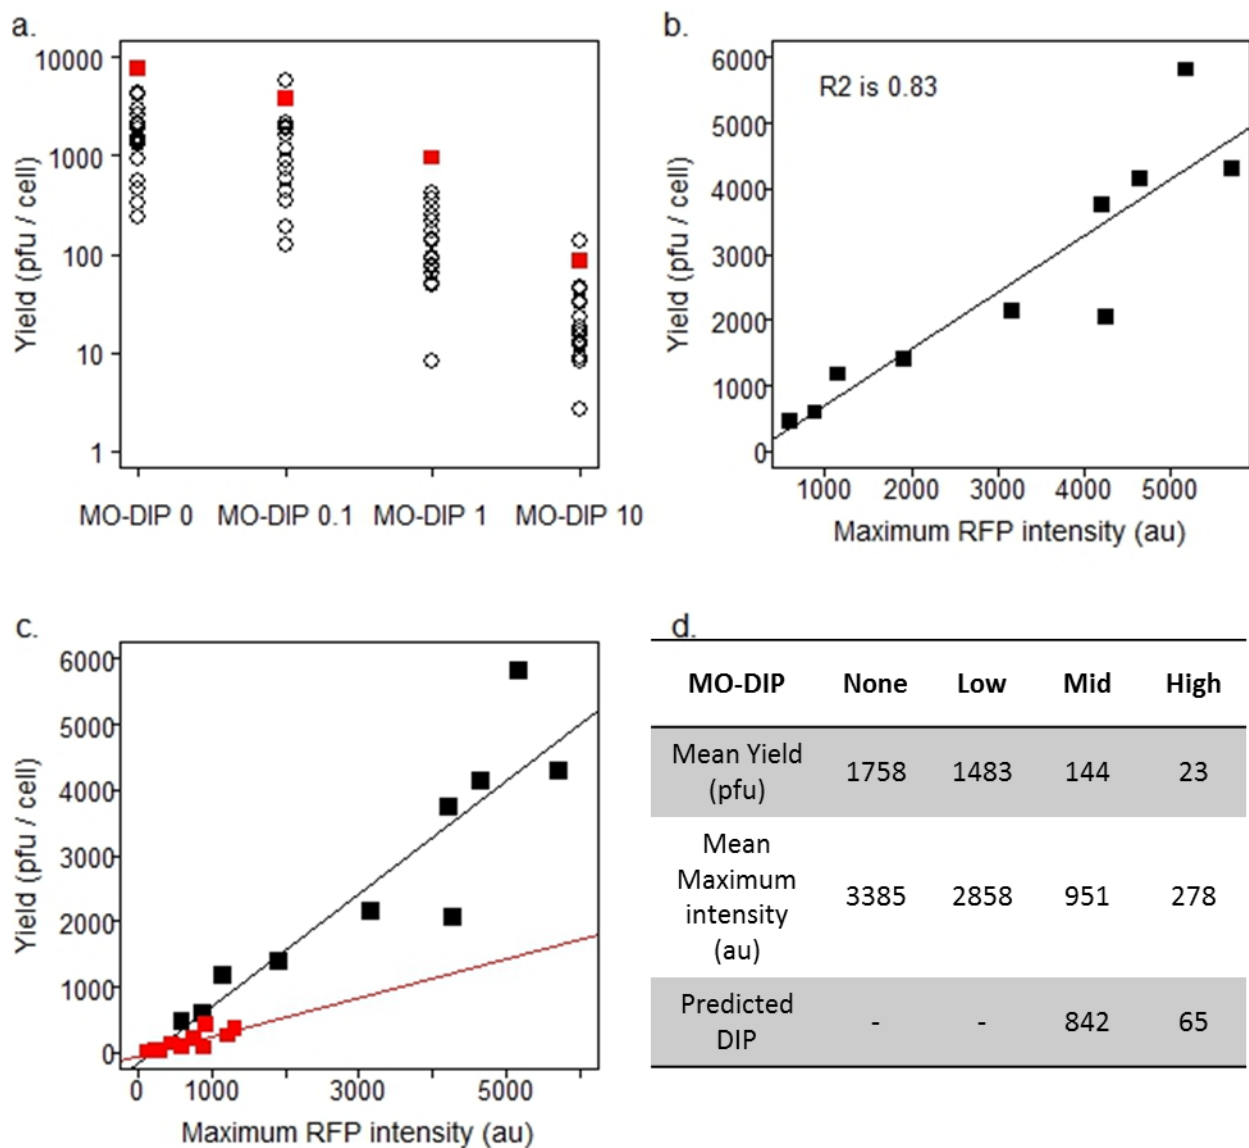 a.
10000
1000
100
10
1
Yield (pfu / cell)
MO-DIP 0 MO-DIP 0.1 MO-DIP 1 MO-DIP 10
b.
R2 is 0.83
6000
5000
4000
3000
2000
1000
0
Yield (pfu / cell)
1000 2000 3000 4000 5000
Maximum RFP intensity (au)
c.
6000
5000
4000
3000
2000
1000
0
Yield (pfu / cell)
0 1000 3000 5000
Maximum RFP intensity (au)
d.
MO-DIP None Low Mid High
Mean Yield
(pfu) 1758 1483 144 23
Mean
Maximum
intensity 3385 2858 951 278
(au)
Predicted
DIP - - 842 65